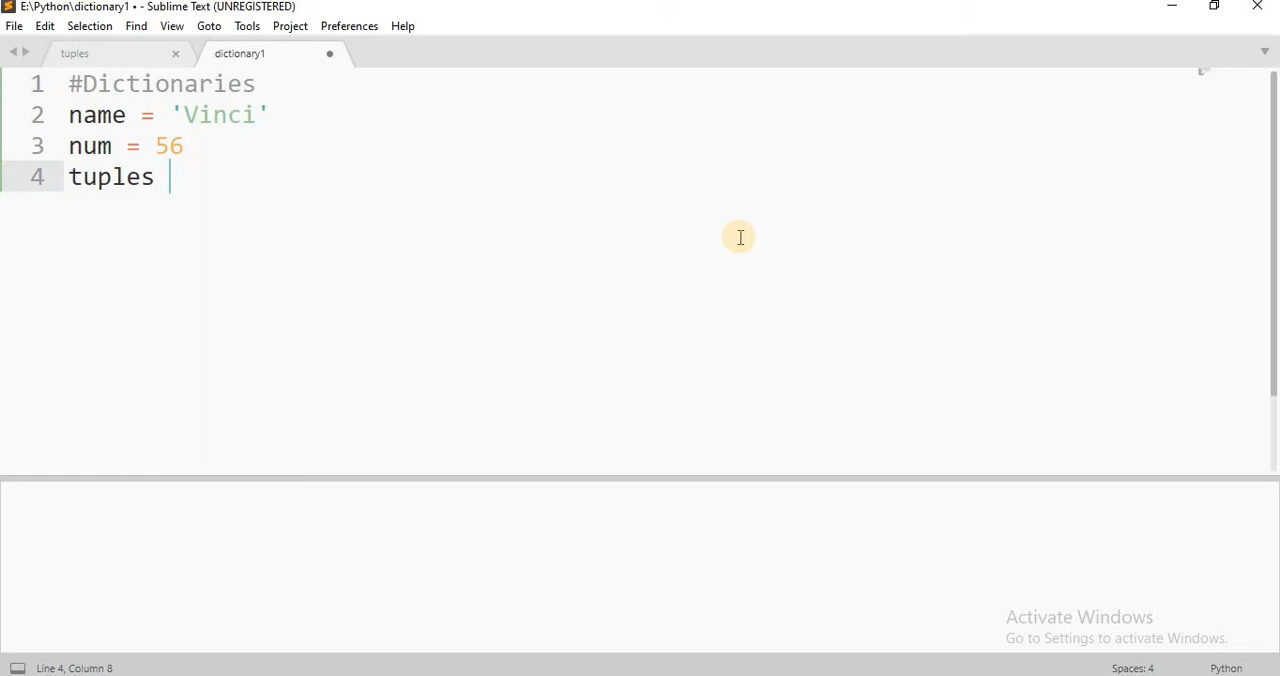 E:\Python\dictionary1 • - Sublime Text (UNREGISTERED)
File Edit Selection Find View Goto Tools Project Preferences Help
tuples dictionary1
1 #Dictionaries
2 name = 'Vinci'
3 num = 56
4 tuples
Activate Windows
Go to Settings to activate Windows.
Line 4, Column 8 Spaces: 4 Python